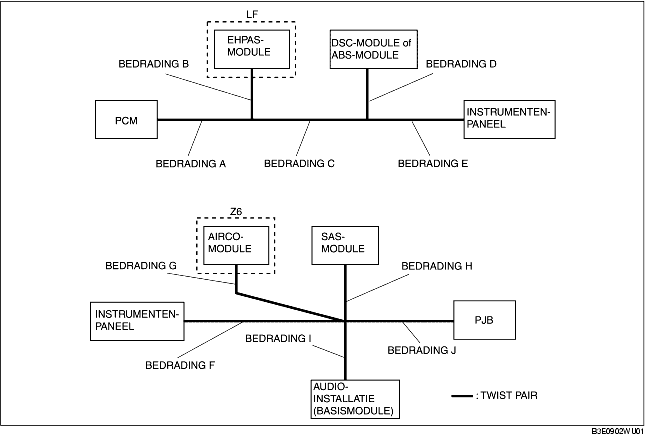 LF
EHPAS-
MODULE
DSC-MODULE of
ABS-MODULE
BEDRADING B
BEDRADING D
PCM
INSTRUMENTEN-
PANEEL
BEDRADING A
BEDRADING C
BEDRADING E
Z6
AIRCO-
MODULE
SAS-
MODULE
BEDRADING G
BEDRADING H
INSTRUMENTEN-
PANEEL
PJB
BEDRADING I
BEDRADING J
BEDRADING F
AUDIO-
INSTALLATIE
(BASISMODULE)
: TWIST PAIR
B3E0902WU01